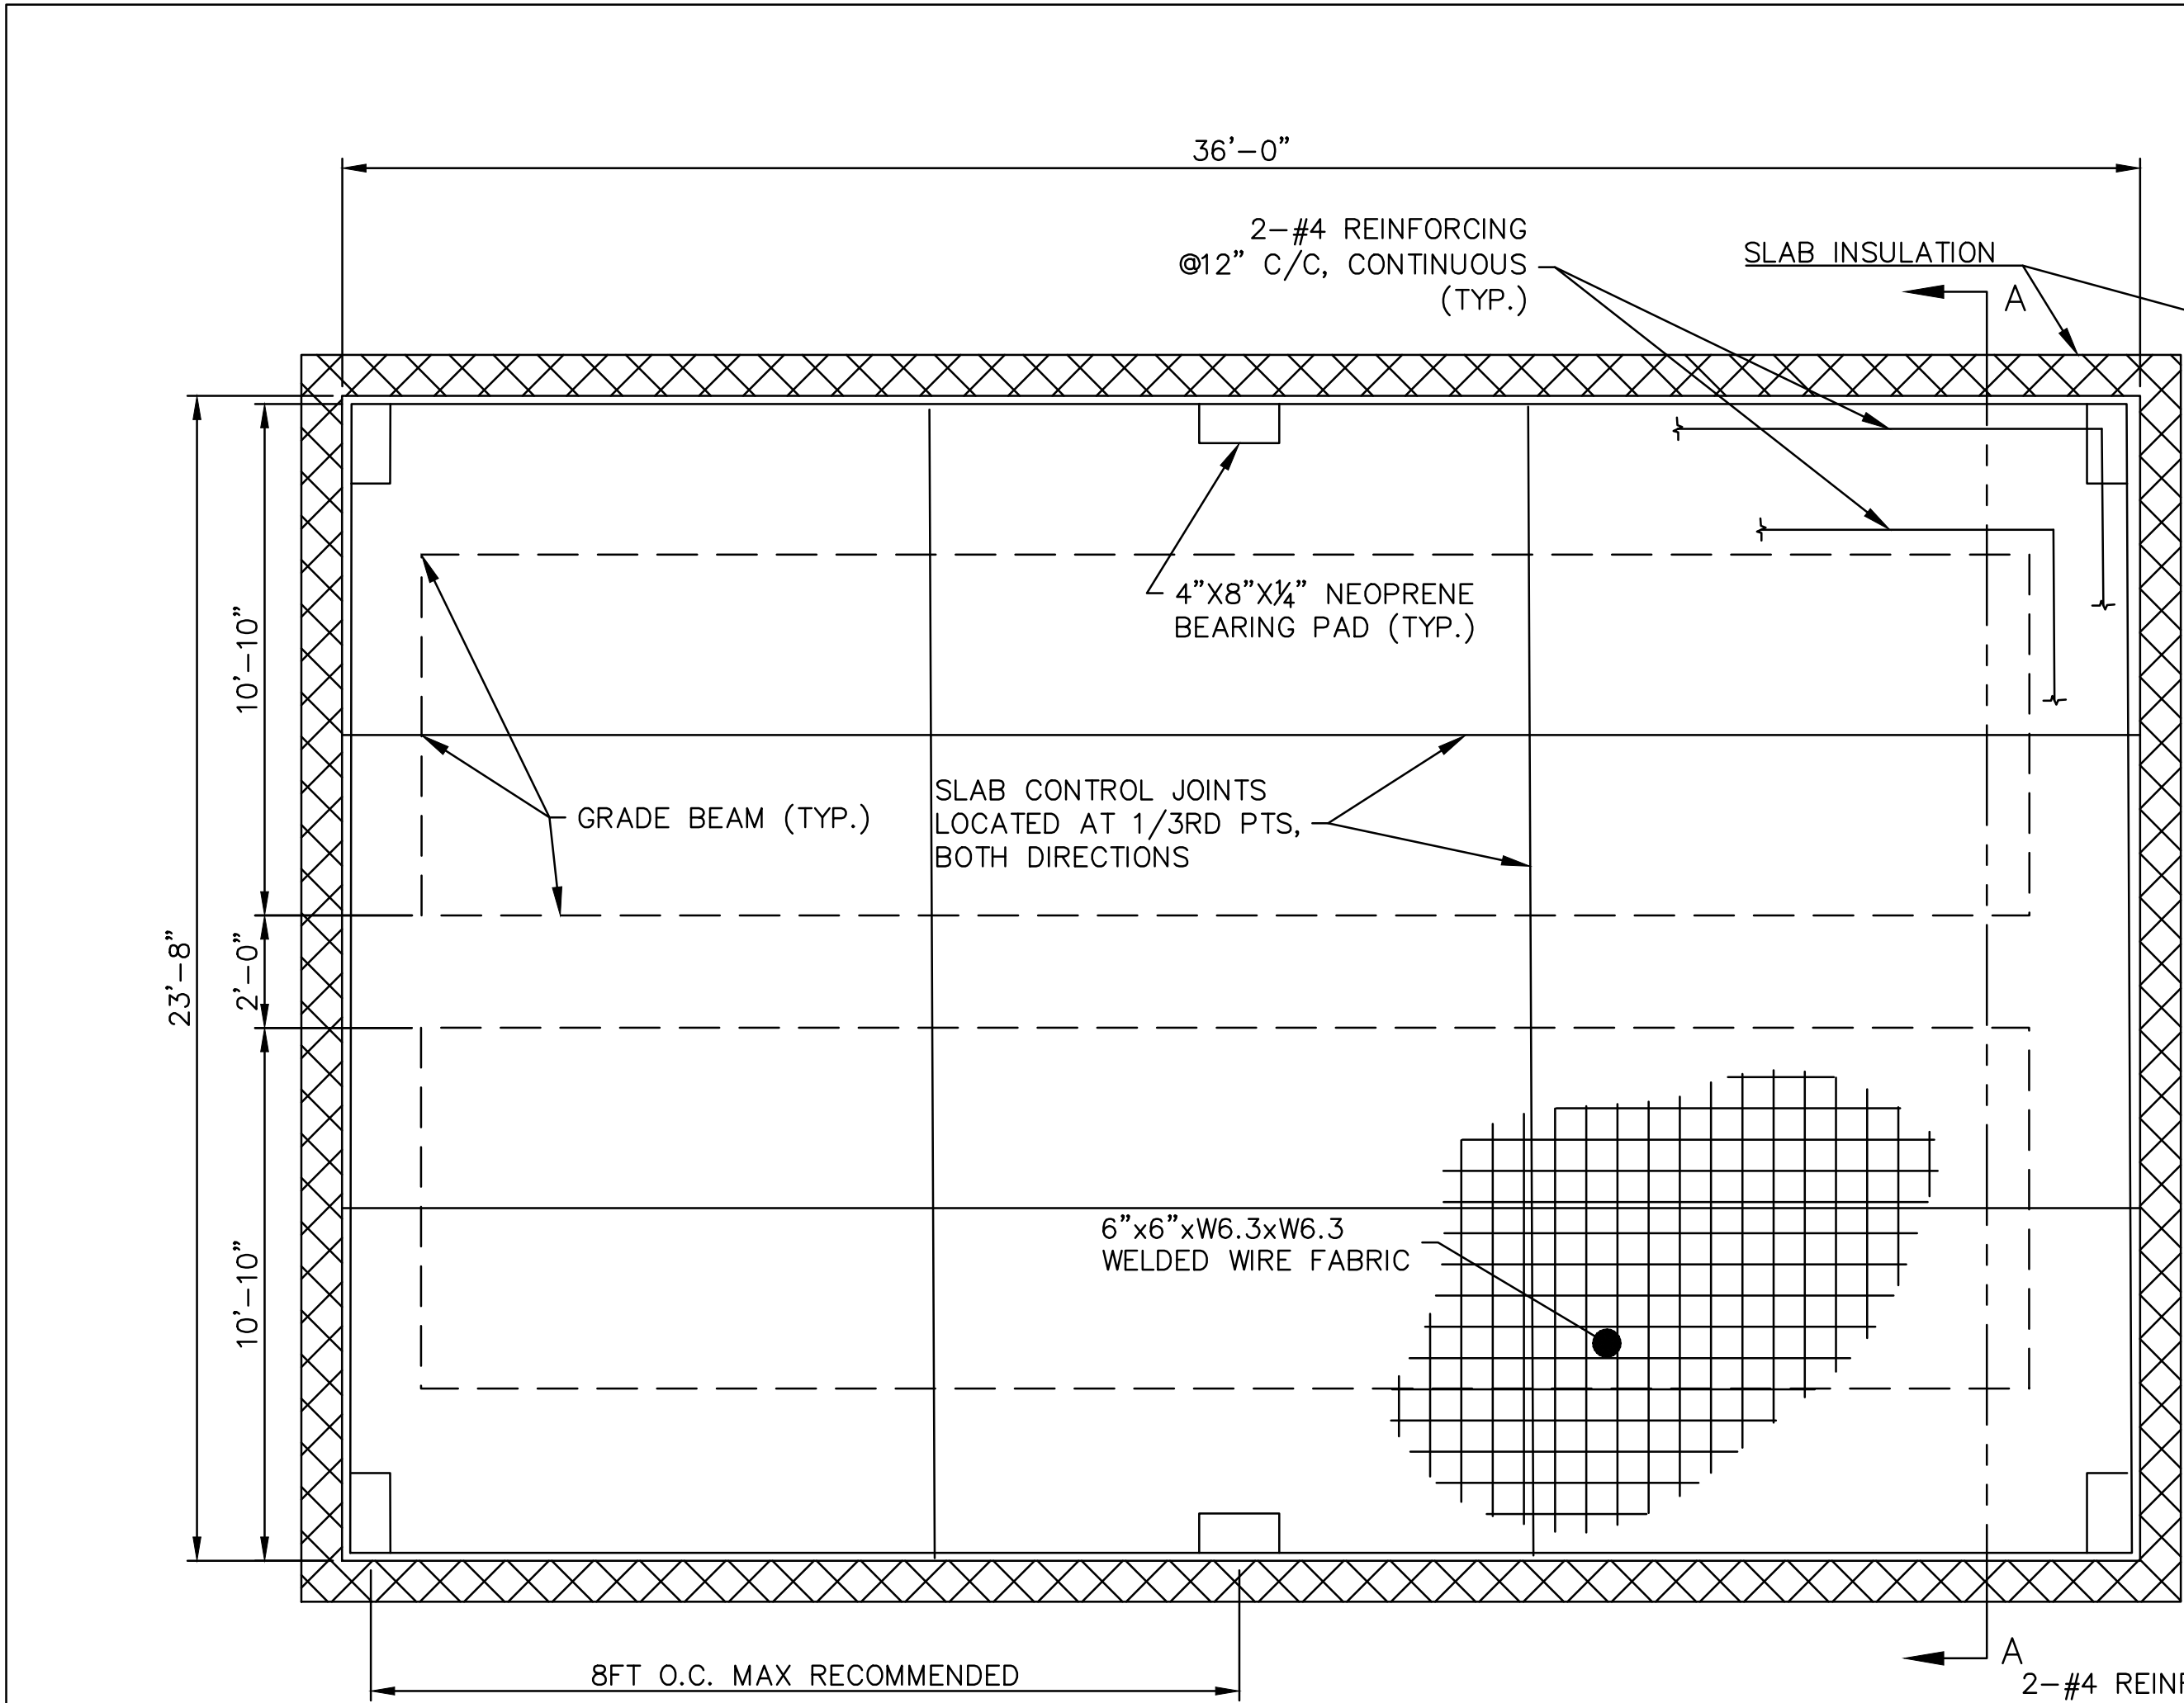 36'-0"
2-#4 REINFORCING
@12" C/C, CONTINUOUS
(TYP.)
SLAB INSULATION
A
4"X8"X1/4" NEOPRENE
BEARING PAD (TYP.)
10'-10"
GRADE BEAM (TYP.)
SLAB CONTROL JOINTS
LOCATED AT 1/3RD PTS,
BOTH DIRECTIONS
23'-8"
2'-0"
6"x6"xW6.3xW6.3
WELDED WIRE FABRIC
10'-10"
A
8FT O.C. MAX RECOMMENDED
2-#4